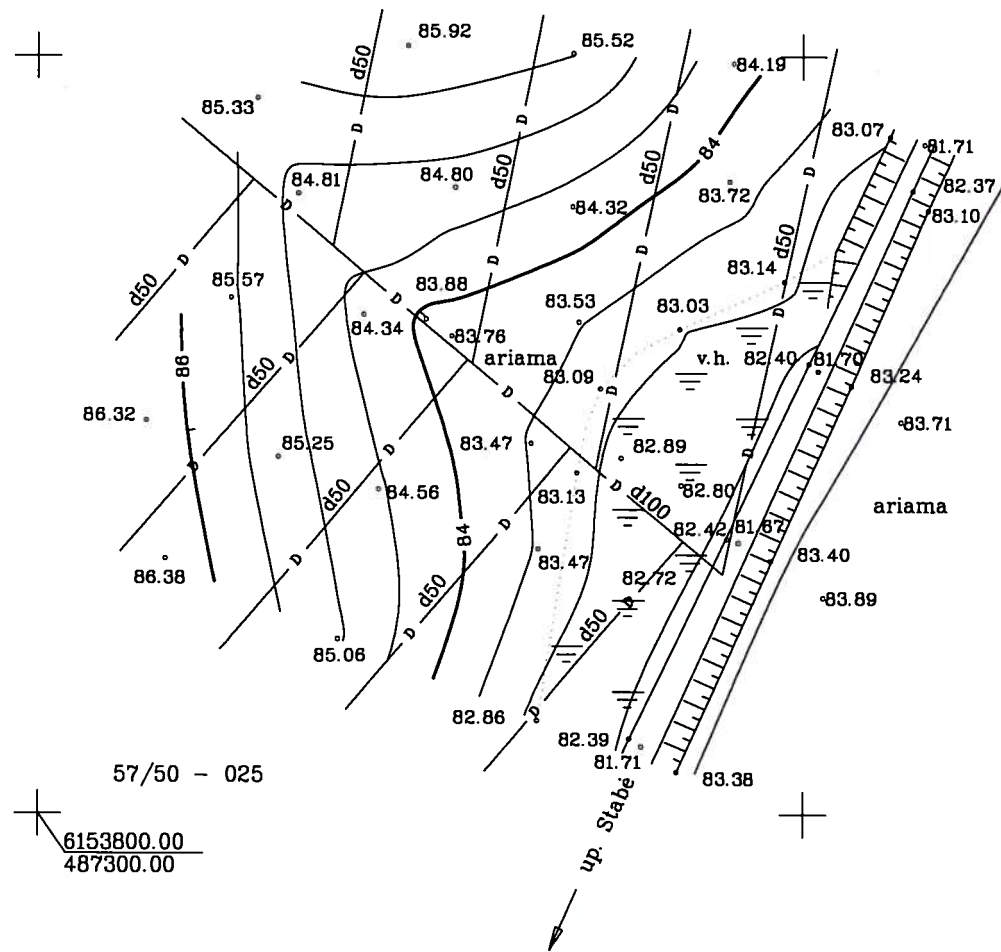 85.92
85.52
84.19
d50
85.33
D
D
D
D
83.07
81.71
84
d50
d50
84.81
84.80
84.32
83.72
82.37
83.10
D
D
D
D
D
d50
83.14
d50
D
85.57
83.88
D
D
D
83.53
83.03
84.34
83.76
ariama
v.h.
82.40
81.70
86
D
d50
83.09
D
83.24
86.32
83.71
85.25
83.47
82.89
D
D
D
D
D
d50
84.56
83.13
d100
82.80
ariama
84
83.47
82.42
81.67
83.40
86.38
D
d50
82.72
83.89
D
d50
85.06
D
82.86
D
82.39
81.71
83.38
57/50 - 025
up. Stabė
6153800.00
487300.00